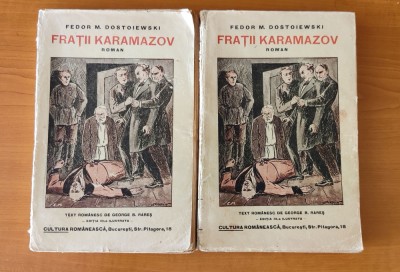 FEDOR M. DOSTOIEWSKI
FRAȚII KARAMAZOV
ROMAN
TEXT ROMÂNESC DE GEORGE B. RAREȘ
CULTURA ROMÂNEASCĂ, București, Str. Pitagora, 18
FEDOR M. DOSTOIEWSKI
FRAȚII KARAMAZOV
ROMAN
TEXT ROMÂNESC DE GEORGE B. RAREȘ
CULTURA ROMÂNEASCĂ, București, Str. Pitagora, 18